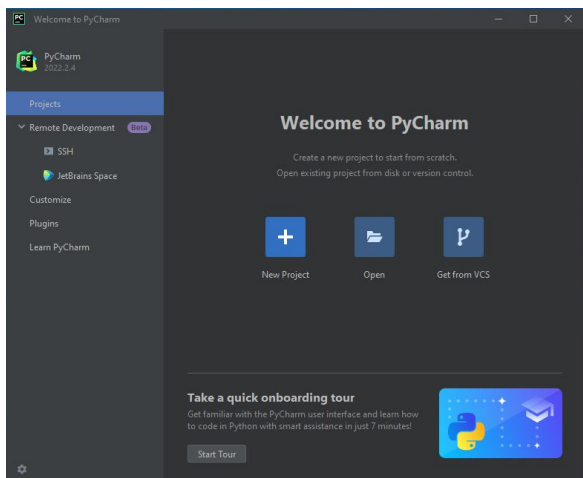 PC Welcome to PyCharm
PC PyCharm
2022.2.4
Projects
Remote Development Beta
SSH
JetBrains Space
Customize
Plugins
Learn PyCharm
Welcome to PyCharm
Create a new project to start from scratch.
Open existing project from disk or version control.
New Project Open Get from VCS
Take a quick onboarding tour
Get familiar with the PyCharm user interface and learn how
to code in Python with smart assistance in just 7 minutes!
Start Tour